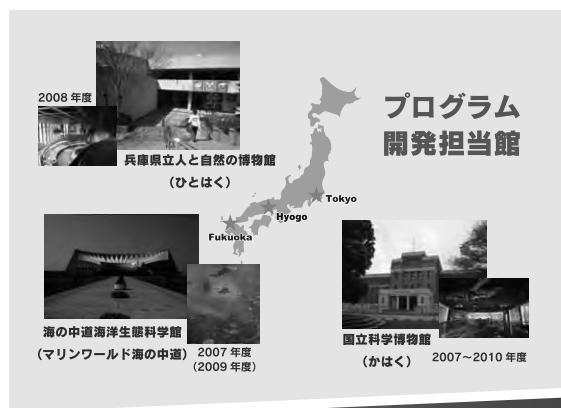 プログラム
開発担当館
2008 年度
兵庫県立人と自然の博物館
（ひとはく）
Tokyo
Hyogo
Fukuoka
海の中道海洋生態科学館
（マリンワールド海の中道）
2007 年度
（2009 年度）
国立科学博物館
（かはく）
2007～2010 年度